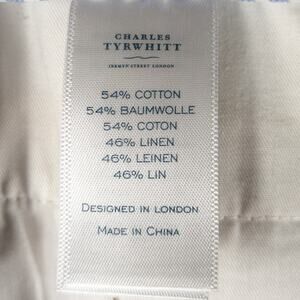 CHARLES
TYRWHITT
JERMYN STREET LONDON
54% COTTON
54% BAUMWOLLE
54% COTON
46% LINEN
46% LEINEN
46% LIN
DESIGNED IN LONDON
MADE IN CHINA